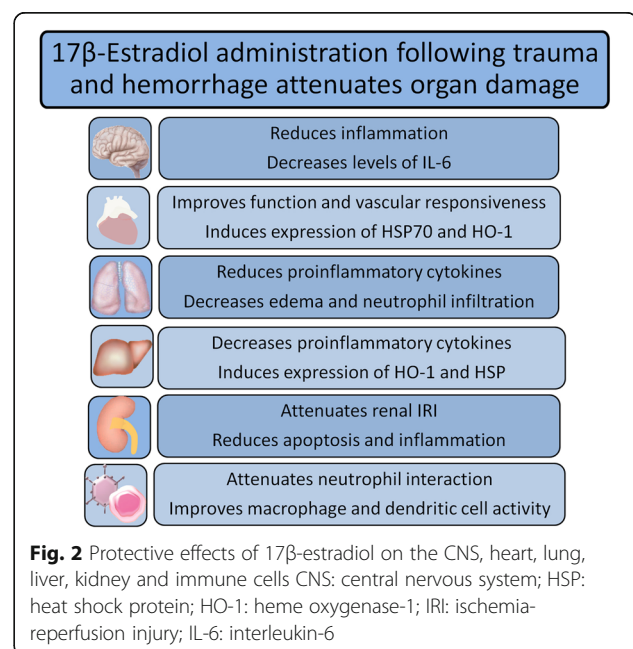 17β-Estradiol administration following trauma
and hemorrhage attenuates organ damage
Reduces inflammation
Decreases levels of IL-6
Improves function and vascular responsiveness
Induces expression of HSP70 and HO-1
Reduces proinflammatory cytokines
Decreases edema and neutrophil infiltration
Decreases proinflammatory cytokines
Induces expression of HO-1 and HSP
Attenuates renal IRI
Reduces apoptosis and inflammation
Attenuates neutrophil interaction
Improves macrophage and dendritic cell activity
Fig. 2 Protective effects of 17β-estradiol on the CNS, heart, lung,
liver, kidney and immune cells CNS: central nervous system; HSP:
heat shock protein; HO-1: heme oxygenase-1; IRI: ischemia-
reperfusion injury; IL-6: interleukin-6